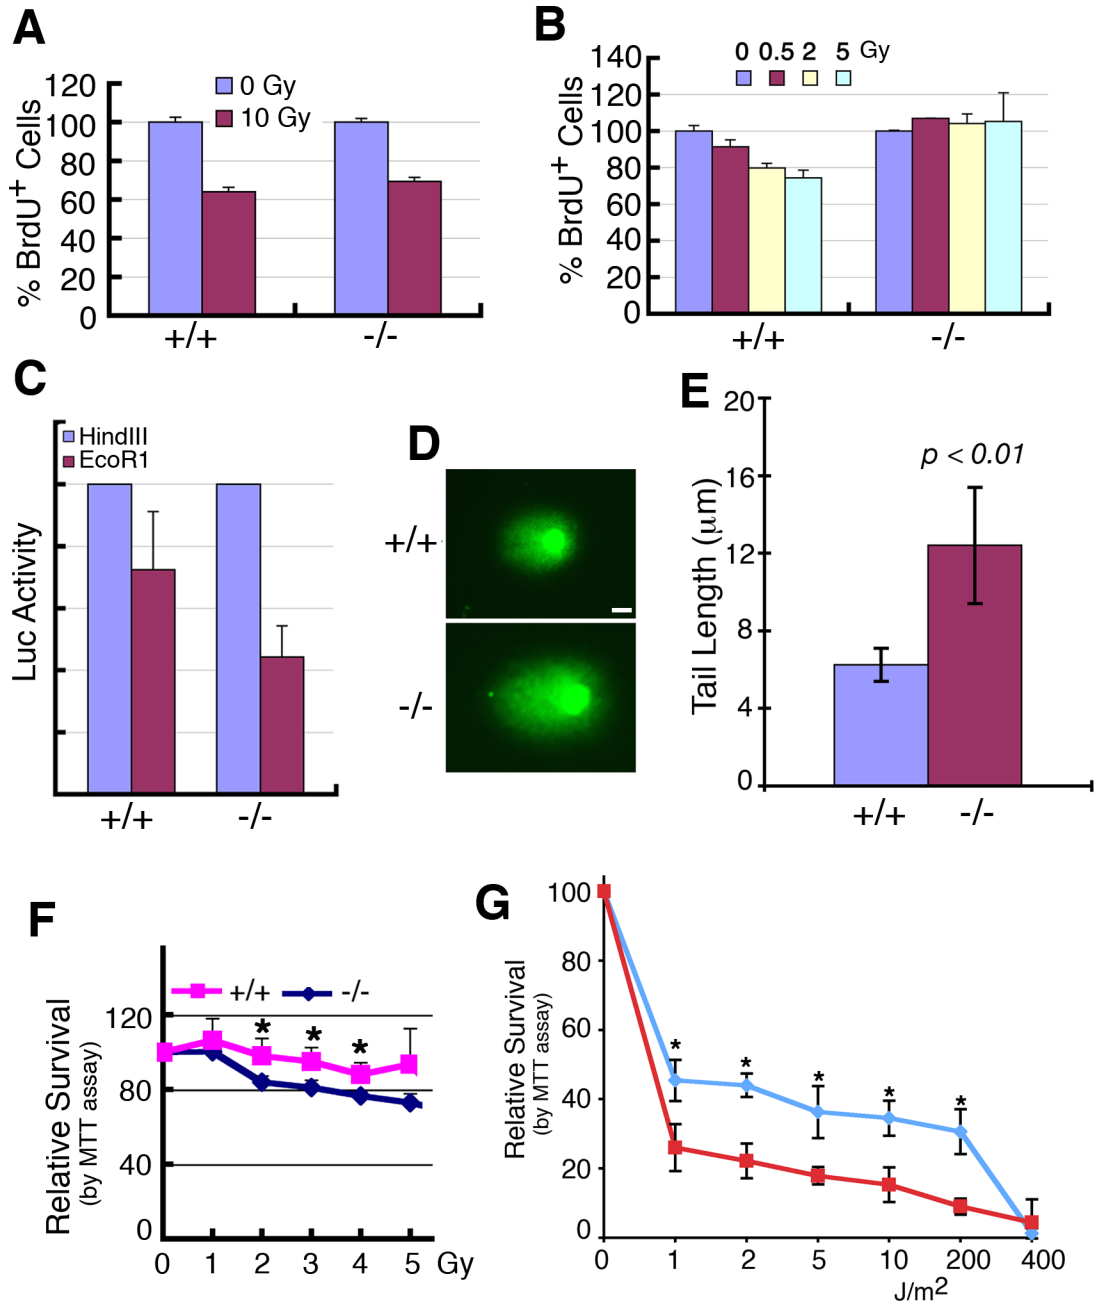 A
% BrdU+ Cells
120
100
80
60
40
20
0
0 Gy
10 Gy
+/+ -/-
B
% BrdU+ Cells
140
120
100
80
60
40
20
0
0 0.5 2 5 Gy
+/+ -/-
C
Luc Activity
HindIII
EcoR1
+/+ -/-
D
+/+
-/-
E
Tail Length (µm)
20
16
12
8
4
0
p < 0.01
+/+ -/-
F
Relative Survival
(by MTT assay)
120
80
40
0
+/+ -/-
* * *
0 1 2 3 4 5 Gy
G
Relative Survival
(by MTT assay)
100
80
60
40
20
0
* * * * *
0 1 2 5 10 200 400
J/m2